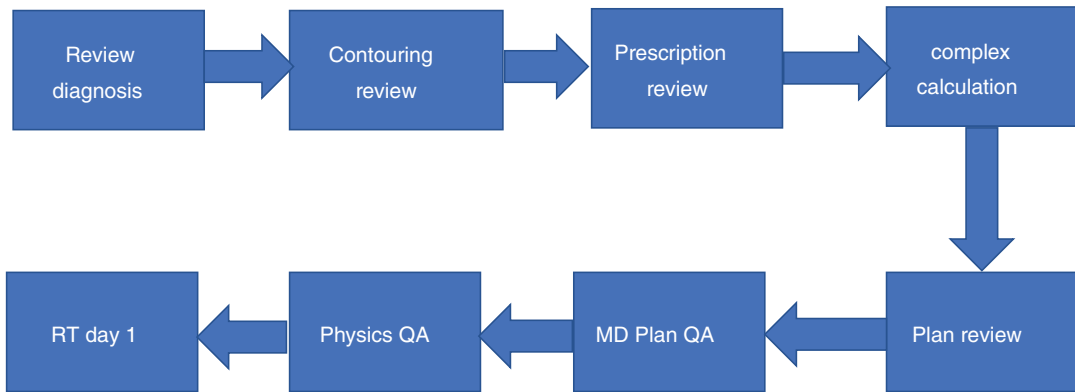 Review
diagnosis
Contouring
review
Prescription
review
complex
calculation
RT day 1
Physics QA
MD Plan QA
Plan review